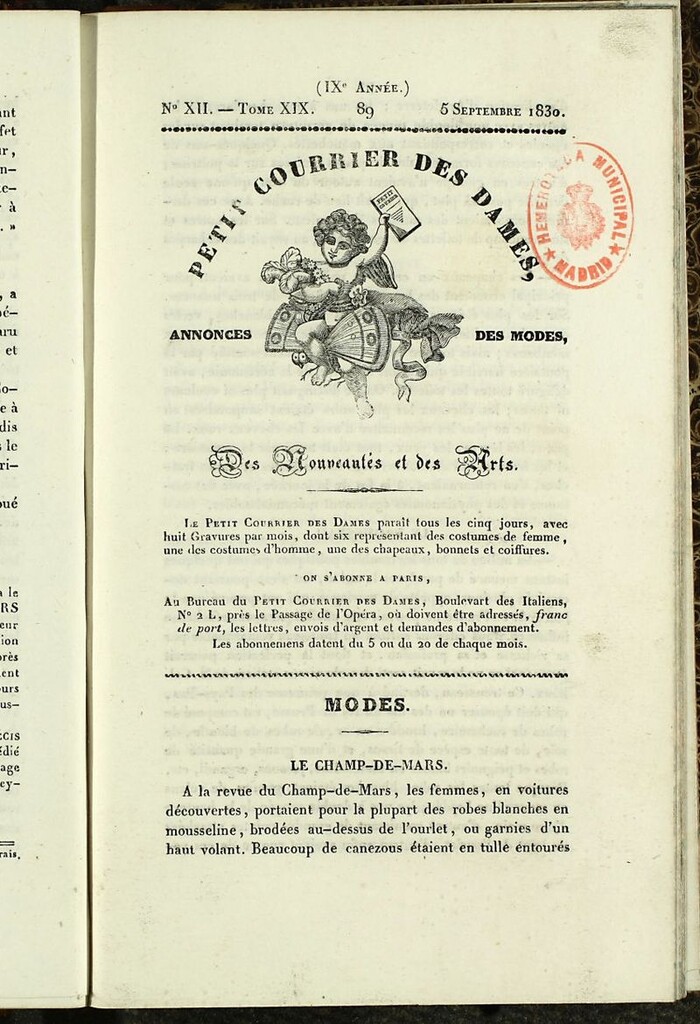 (IXe Année.)
No XII. — Tome XIX. 89 5 Septembre 1830.
PETIT COURRIER DES DAMES,
HEMEROTECA MUNICIPAL
★ MADRID ★
PETIT
COURRIER
ANNONCES DES MODES,
Des Nouveautés et des Arts.
Le Petit Courrier des Dames paraît tous les cinq jours, avec
huit Gravures par mois, dont six représentant des costumes de femme,
une des costumes d'homme, une des chapeaux, bonnets et coiffures.
ON S'ABONNE A PARIS,
Au Bureau du Petit Courrier des Dames, Boulevart des Italiens,
No 2 L, près le Passage de l'Opéra, où doivent être adressés, franc
de port, les lettres, envois d'argent et demandes d'abonnement.
Les abonnemens datent du 5 ou du 20 de chaque mois.
MODES.
LE CHAMP-DE-MARS.
A la revue du Champ-de-Mars, les femmes, en voitures
découvertes, portaient pour la plupart des robes blanches en
mousseline, brodées au-dessus de l'ourlet, ou garnies d'un
haut volant. Beaucoup de canezous étaient en tulle entourés